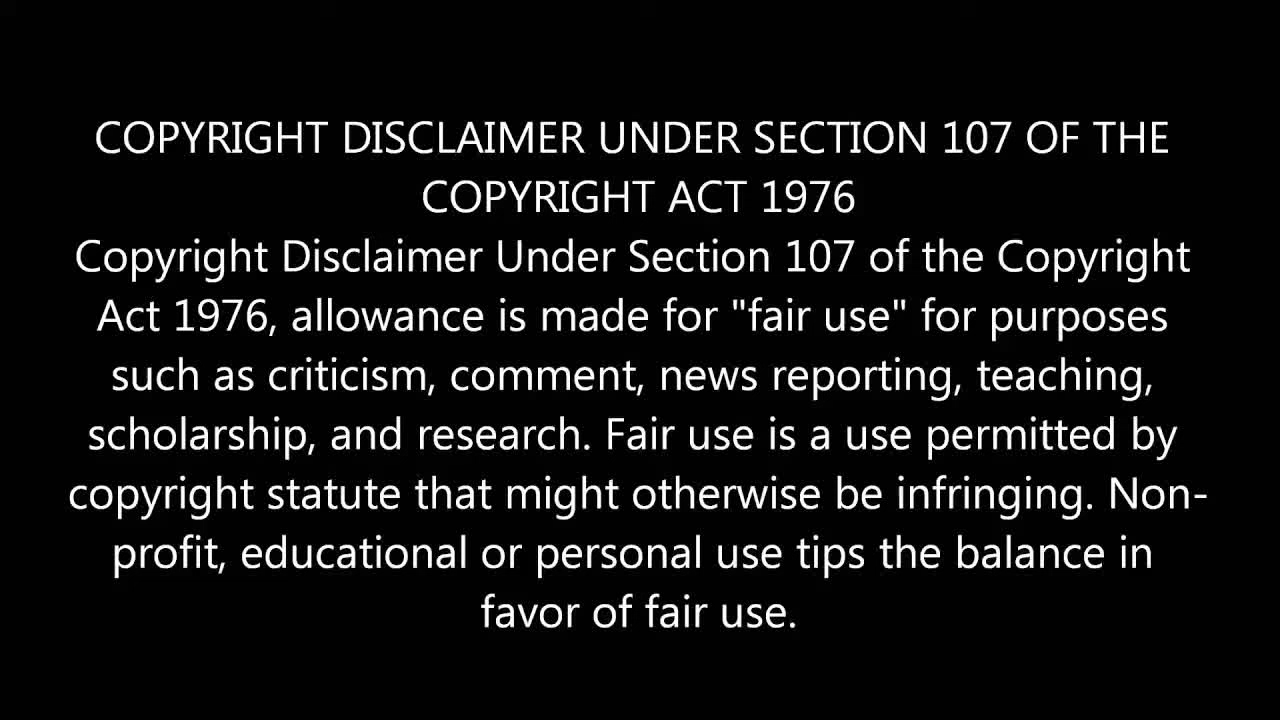 COPYRIGHT DISCLAIMER UNDER SECTION 107 OF THE
COPYRIGHT ACT 1976
Copyright Disclaimer Under Section 107 of the Copyright
Act 1976, allowance is made for "fair use" for purposes
such as criticism, comment, news reporting, teaching,
scholarship, and research. Fair use is a use permitted by
copyright statute that might otherwise be infringing. Non-
profit, educational or personal use tips the balance in
favor of fair use.